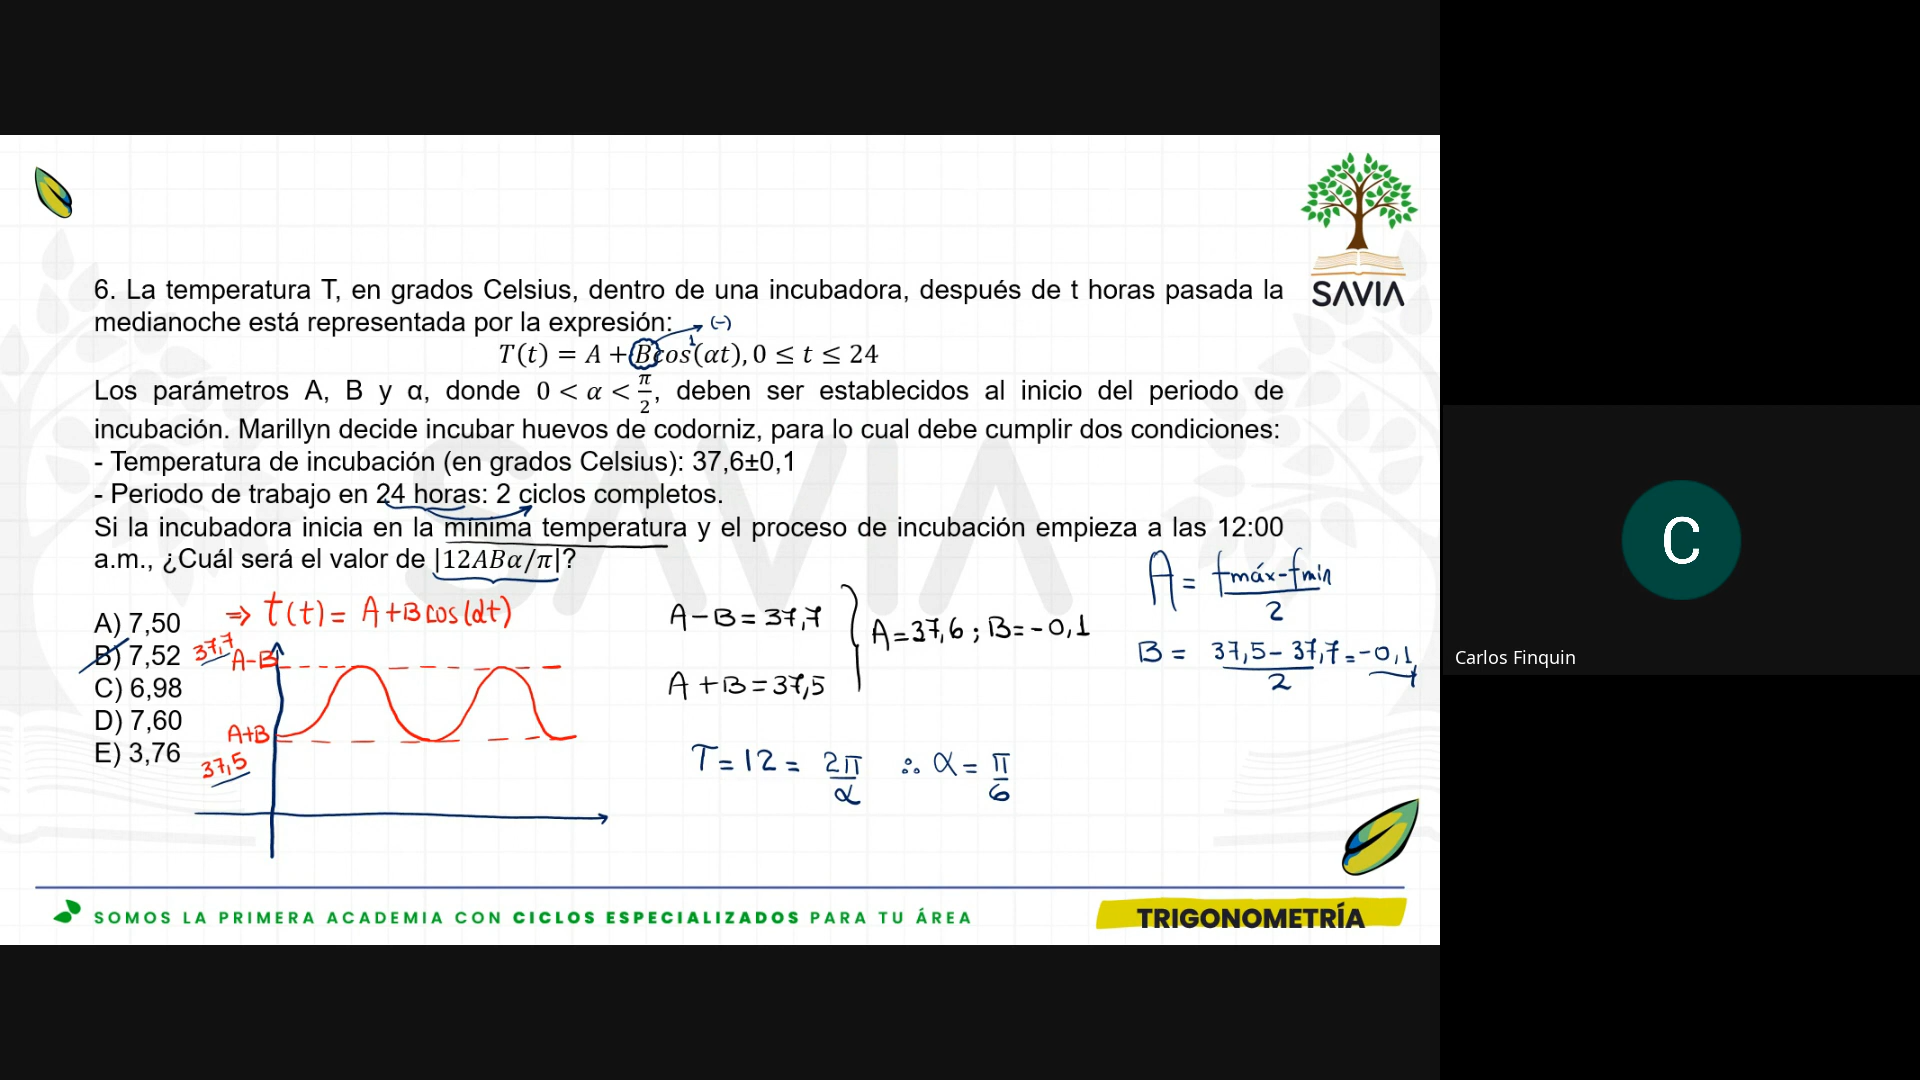 SAVIA
6. La temperatura T, en grados Celsius, dentro de una incubadora, después de t horas pasada la
medianoche está representada por la expresión:
(-)
1
T(t) = A + Bcos(αt), 0 ≤ t ≤ 24
Los parámetros A, B y α, donde 0 < α < π/2, deben ser establecidos al inicio del periodo de
incubación. Marillyn decide incubar huevos de codorniz, para lo cual debe cumplir dos condiciones:
- Temperatura de incubación (en grados Celsius): 37,6±0,1
- Periodo de trabajo en 24 horas: 2 ciclos completos.
Si la incubadora inicia en la mínima temperatura y el proceso de incubación empieza a las 12:00
a.m., ¿Cuál será el valor de |12ABα/π|?
A) 7,50
B) 7,52
C) 6,98
D) 7,60
E) 3,76
⇒ t(t) = A+B cos(αt)
37,7
A-B
A+B
37,5
A-B = 37,7
A+B = 37,5
A=37,6 ; B=-0,1
A = fmáx-fmin / 2
B = 37,5-37,7 / 2 = -0,1
T = 12 = 2π/α ∴ α = π/6
SOMOS LA PRIMERA ACADEMIA CON CICLOS ESPECIALIZADOS PARA TU ÁREA
TRIGONOMETRÍA
C
Carlos Finquin
SAVIA